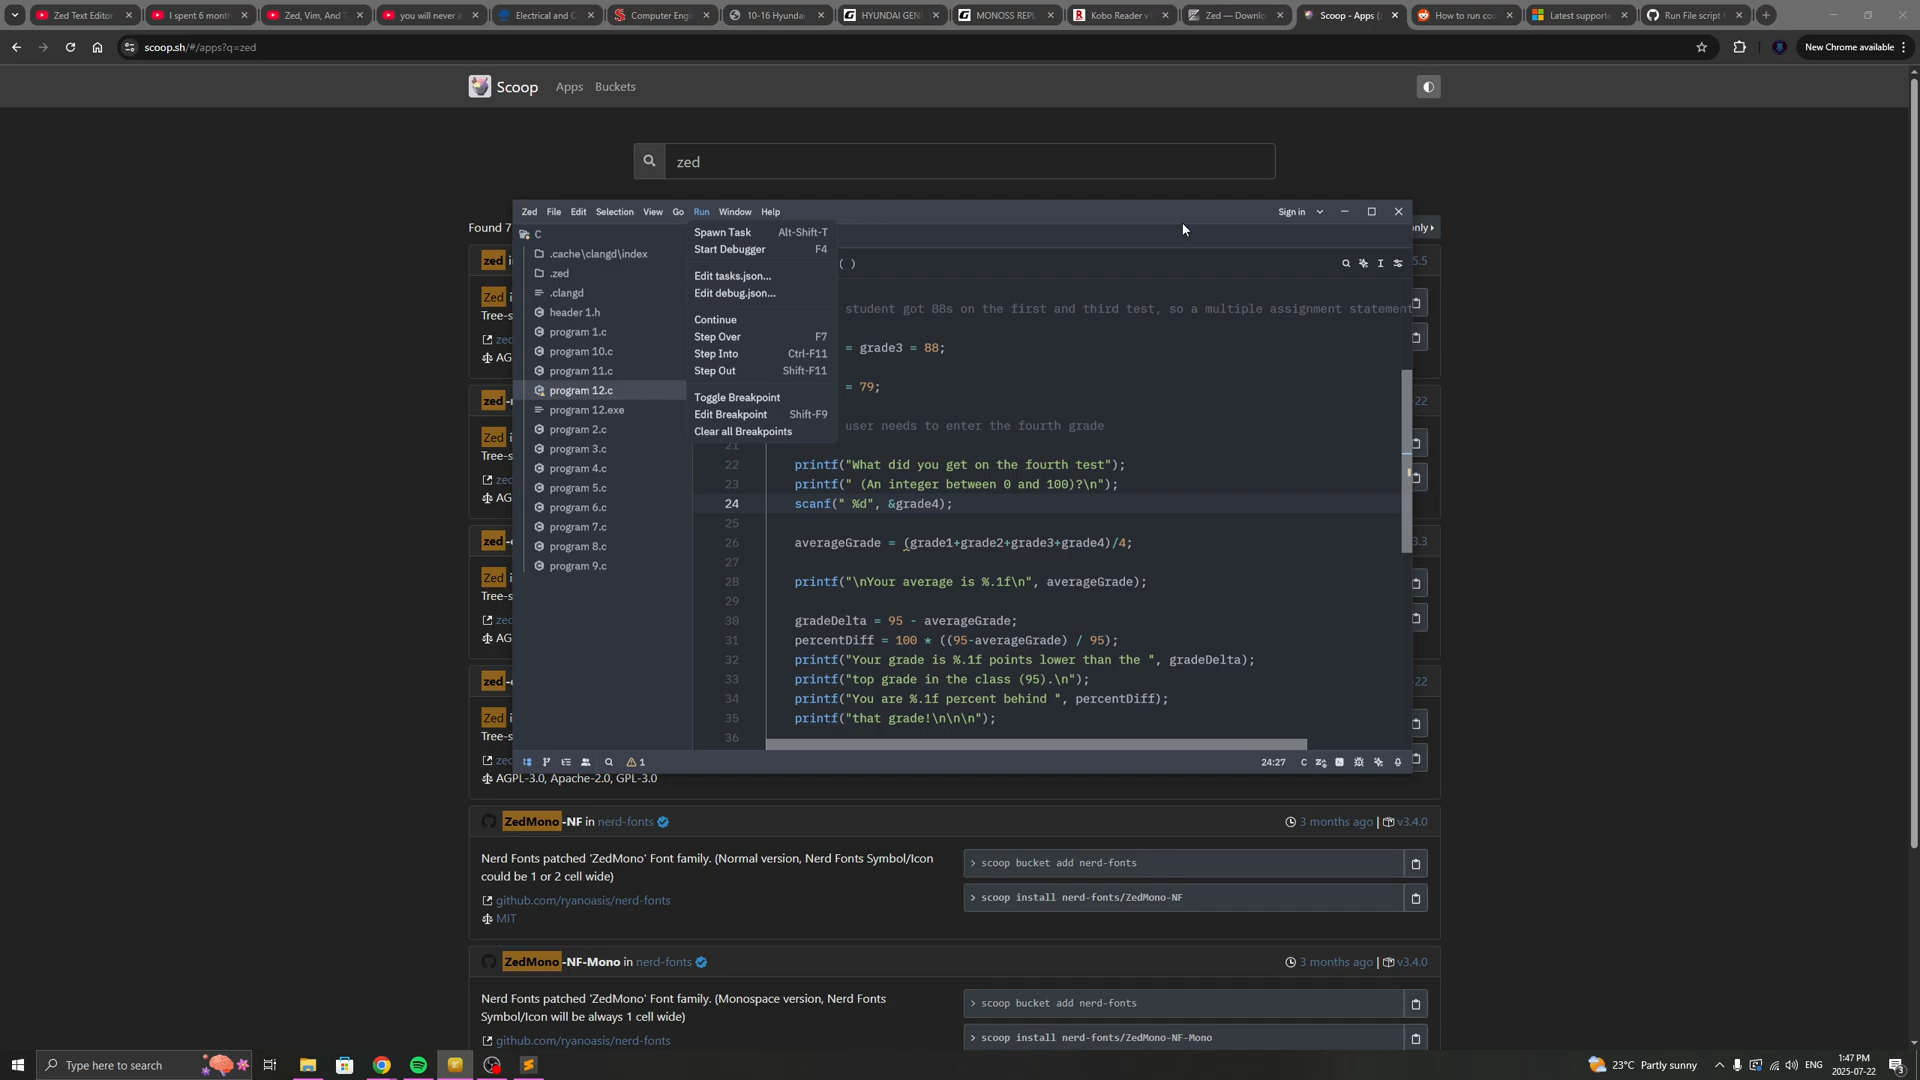 Zed Text Editor
I spent 6 month
Zed, Vim, And T
you will never a
Electrical and C
Computer Eng
10-16 Hyundai
HYUNDAI GEN
MONOSS REPL
Kobo Reader v
Zed — Downlo
Scoop - Apps (
How to run co
Latest supporte
Run File script
scoop.sh/#/apps?q=zed
New Chrome available
Scoop
Apps
Buckets
zed
Found 7
only
Zed File Edit Selection View Go Run Window Help
Sign in
C
.cache\clangd\index
.zed
.clangd
header 1.h
program 1.c
program 10.c
program 11.c
program 12.c
program 12.exe
program 2.c
program 3.c
program 4.c
program 5.c
program 6.c
program 7.c
program 8.c
program 9.c
Spawn Task Alt-Shift-T
Start Debugger F4
Edit tasks.json...
Edit debug.json...
Continue
Step Over F7
Step Into Ctrl-F11
Step Out Shift-F11
Toggle Breakpoint
Edit Breakpoint Shift-F9
Clear all Breakpoints
( )
student got 88s on the first and third test, so a multiple assignment statement
= grade3 = 88;
= 79;
user needs to enter the fourth grade
21
22 printf("What did you get on the fourth test");
23 printf(" (An integer between 0 and 100)?\n");
24 scanf(" %d", &grade4);
25
26 averageGrade = (grade1+grade2+grade3+grade4)/4;
27
28 printf("\nYour average is %.1f\n", averageGrade);
29
30 gradeDelta = 95 - averageGrade;
31 percentDiff = 100 * ((95-averageGrade) / 95);
32 printf("Your grade is %.1f points lower than the ", gradeDelta);
33 printf("top grade in the class (95).\n");
34 printf("You are %.1f percent behind ", percentDiff);
35 printf("that grade!\n\n\n");
36
1
24:27
C
zed
Zed i
Tree-s
zed
AG
zed
Zed i
Tree-s
AGPL-3.0, Apache-2.0, GPL-3.0
ZedMono-NF in nerd-fonts
3 months ago | v3.4.0
Nerd Fonts patched 'ZedMono' Font family. (Normal version, Nerd Fonts Symbol/Icon
could be 1 or 2 cell wide)
github.com/ryanoasis/nerd-fonts
MIT
> scoop bucket add nerd-fonts
> scoop install nerd-fonts/ZedMono-NF
ZedMono-NF-Mono in nerd-fonts
3 months ago | v3.4.0
Nerd Fonts patched 'ZedMono' Font family. (Monospace version, Nerd Fonts
Symbol/Icon will be always 1 cell wide)
github.com/ryanoasis/nerd-fonts
> scoop bucket add nerd-fonts
> scoop install nerd-fonts/ZedMono-NF-Mono
Type here to search
23°C Partly sunny
ENG
1:47 PM
2025-07-22
3